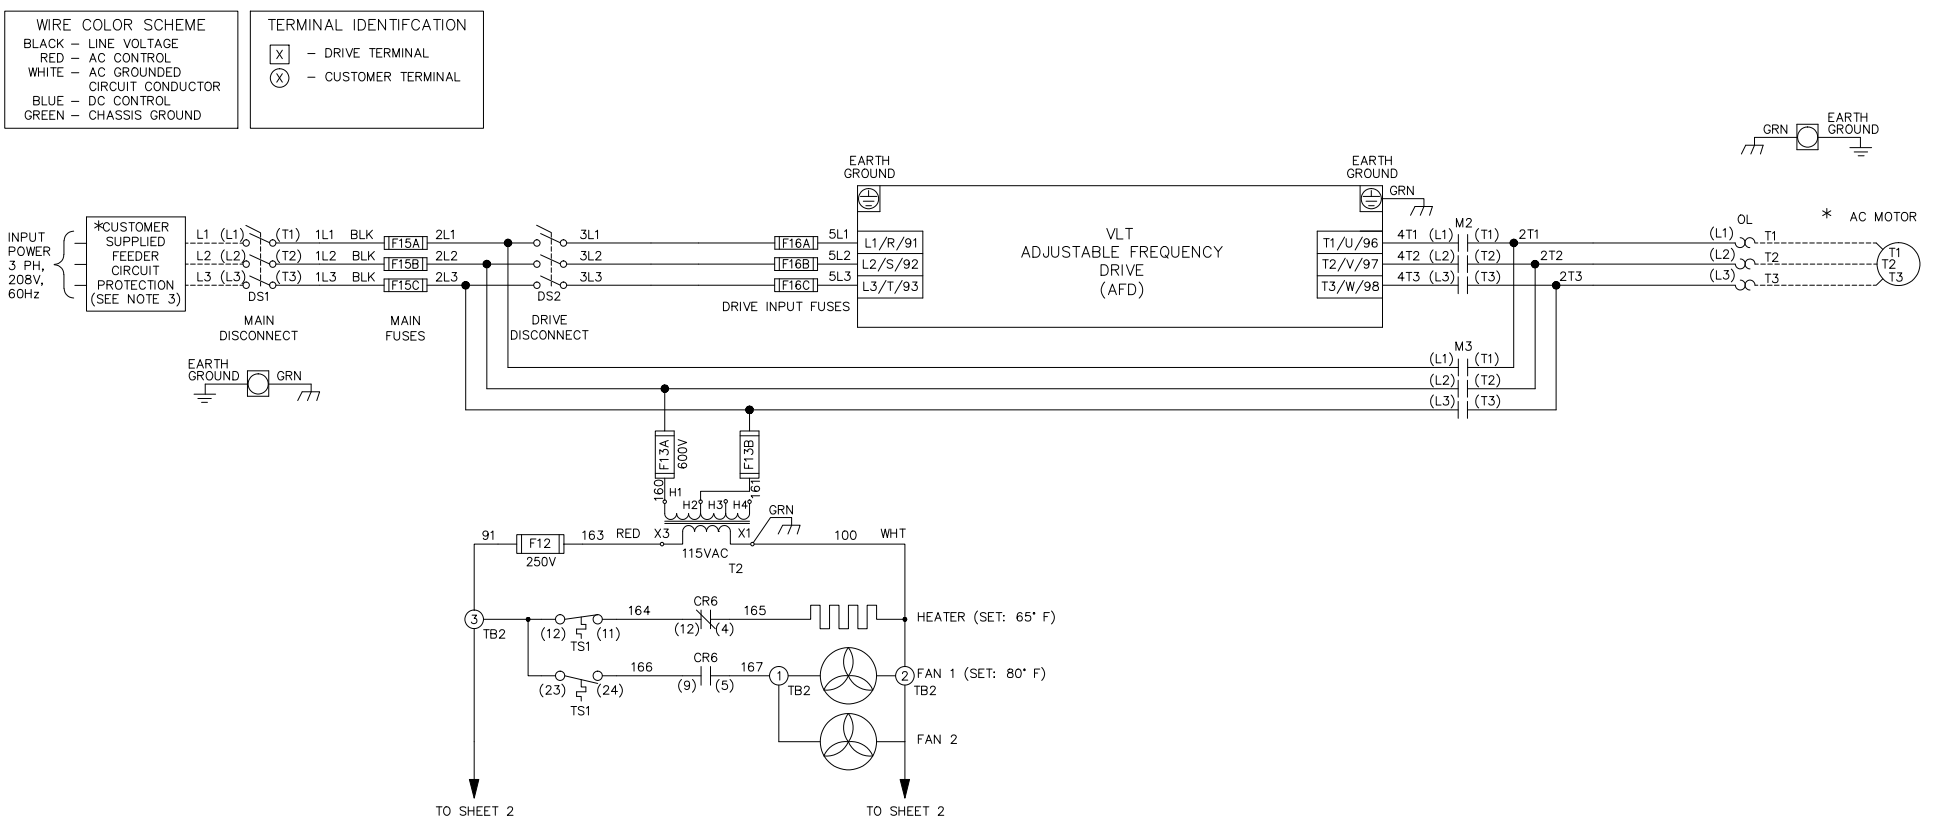 WIRE COLOR SCHEME
BLACK – LINE VOLTAGE
RED – AC CONTROL
WHITE – AC GROUNDED
CIRCUIT CONDUCTOR
BLUE – DC CONTROL
GREEN – CHASSIS GROUND
TERMINAL IDENTIFCATION
X – DRIVE TERMINAL
X – CUSTOMER TERMINAL
GRN
EARTH
GROUND
EARTH
GROUND
EARTH
GROUND
GRN
INPUT
POWER
3 PH,
208V,
60Hz
*CUSTOMER
SUPPLIED
FEEDER
CIRCUIT
PROTECTION
(SEE NOTE 3)
L1 (L1) (T1) 1L1 BLK F15A 2L1 3L1 F16A 5L1 L1/R/91
L2 (L2) (T2) 1L2 BLK F15B 2L2 3L2 F16B 5L2 L2/S/92
L3 (L3) (T3) 1L3 BLK F15C 2L3 3L3 F16C 5L3 L3/T/93
DS1
DS2
MAIN
DISCONNECT
MAIN
FUSES
DRIVE
DISCONNECT
DRIVE INPUT FUSES
VLT
ADJUSTABLE FREQUENCY
DRIVE
(AFD)
M2
OL
* AC MOTOR
T1/U/96 4T1 (L1) (T1) 2T1 (L1) T1
T2/V/97 4T2 (L2) (T2) 2T2 (L2) T2
T3/W/98 4T3 (L3) (T3) 2T3 (L3) T3
T1
T2
T3
M3
(L1) (T1)
(L2) (T2)
(L3) (T3)
EARTH
GROUND
GRN
F13A
600V
F13B
160
161
H1
H2 H3 H4
GRN
91 F12 163 RED X3 X1 100 WHT
250V
115VAC
T2
3
TB2
(12) (11)
TS1
164
CR6
(12) (4)
165
HEATER (SET: 65° F)
(23) (24)
TS1
166
CR6
(9) (5)
167
1
TB2
2
TB2
FAN 1 (SET: 80° F)
FAN 2
TO SHEET 2
TO SHEET 2